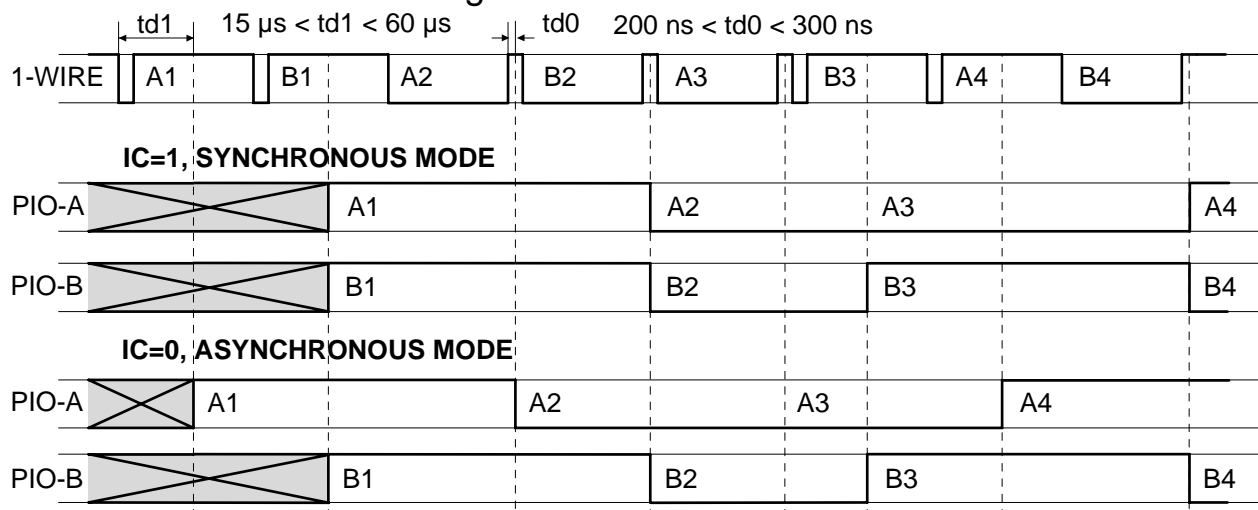 td1 15 µs < td1 < 60 µs td0 200 ns < td0 < 300 ns
1-WIRE A1 B1 A2 B2 A3 B3 A4 B4
IC=1, SYNCHRONOUS MODE
PIO-A A1 A2 A3 A4
PIO-B B1 B2 B3 B4
IC=0, ASYNCHRONOUS MODE
PIO-A A1 A2 A3 A4
PIO-B B1 B2 B3 B4